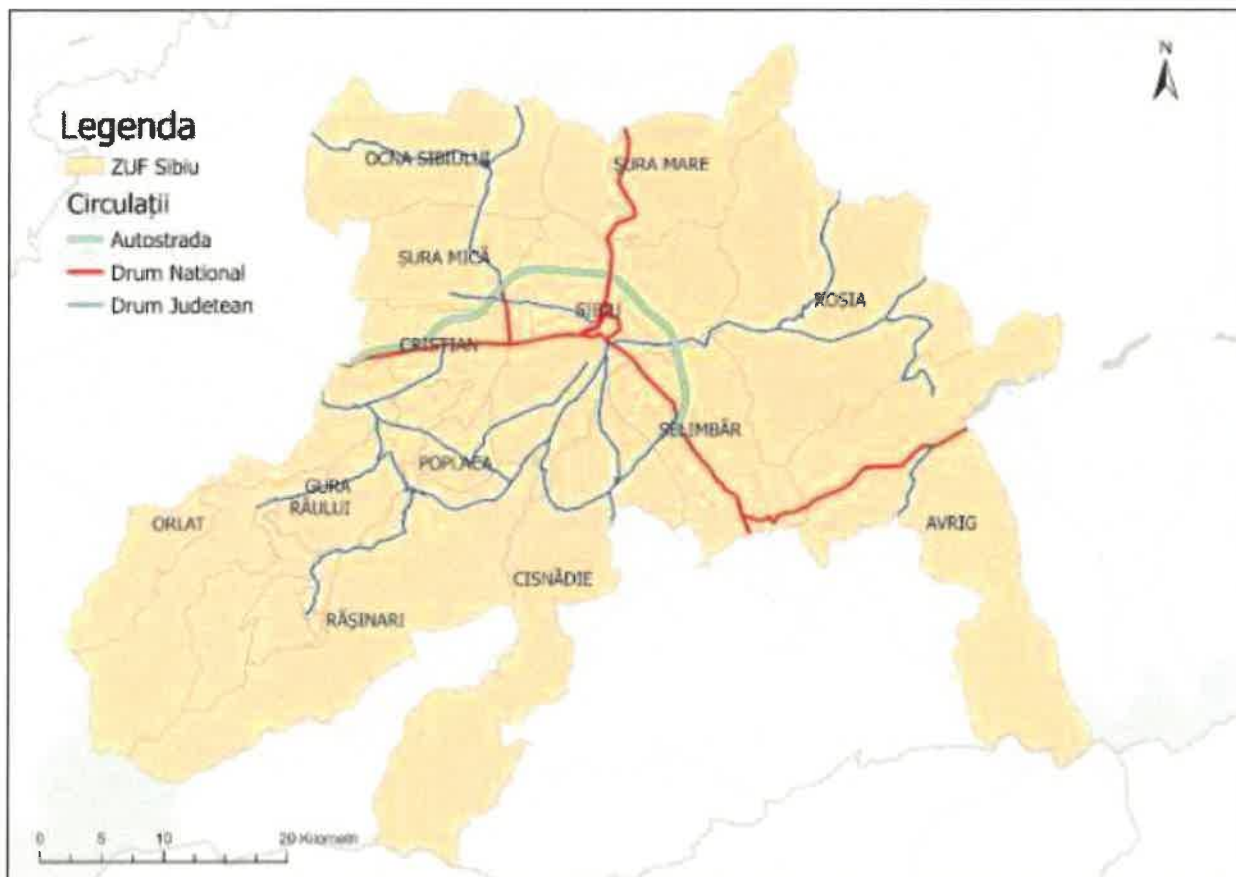 N
Legenda
ZUF Sibiu
Circulații
Autostrada
Drum National
Drum Judetean
OCNA SIBIULUI
ȘURA MARE
ȘURA MICĂ
SIBIU
ROȘIA
CRISTIAN
ȘELIMBĂR
POPLACA
GURA
RÂULUI
ORLAT
AVRIG
CISNĂDIE
RĂȘINARI
0 5 10 20 Kilometri